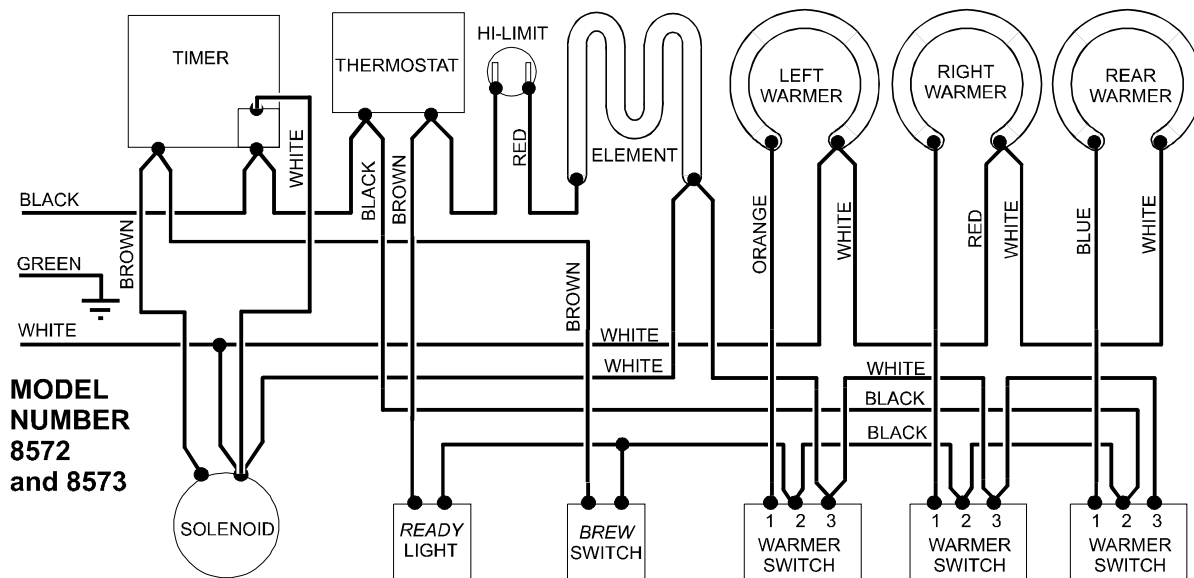 TIMER
THERMOSTAT
HI-LIMIT
ELEMENT
LEFT
WARMER
RIGHT
WARMER
REAR
WARMER
WHITE
RED
BLACK
BROWN
BLACK
BROWN
ORANGE
WHITE
RED
WHITE
BLUE
WHITE
GREEN
BROWN
WHITE
WHITE
WHITE
WHITE
BLACK
BLACK
MODEL
NUMBER
8572
and 8573
SOLENOID
READY
LIGHT
BREW
SWITCH
1 2 3
WARMER
SWITCH
1 2 3
WARMER
SWITCH
1 2 3
WARMER
SWITCH